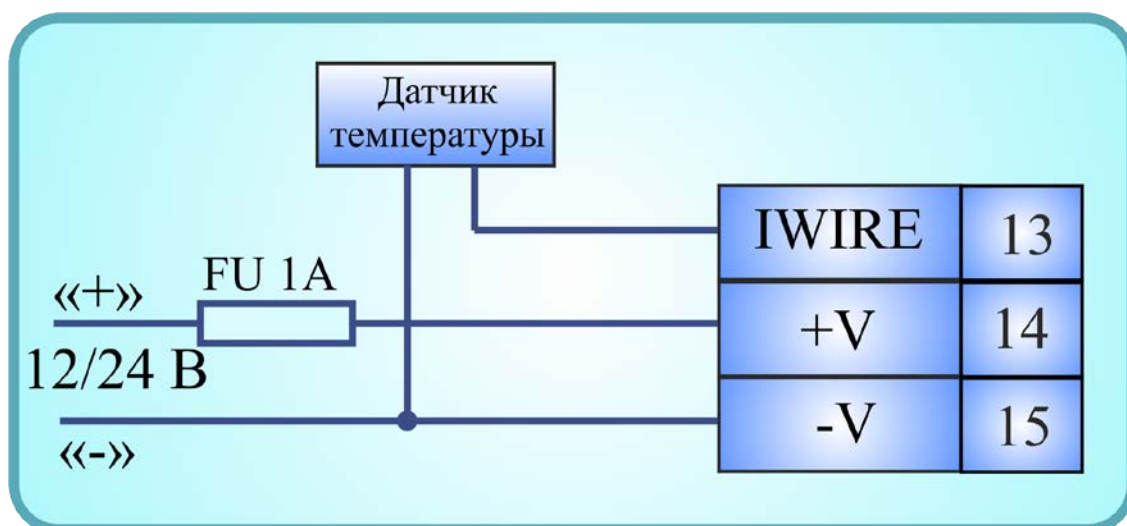 Датчик
температуры
IWIRE 13
FU 1A
«+»
+V 14
12/24 В
-V 15
«-»